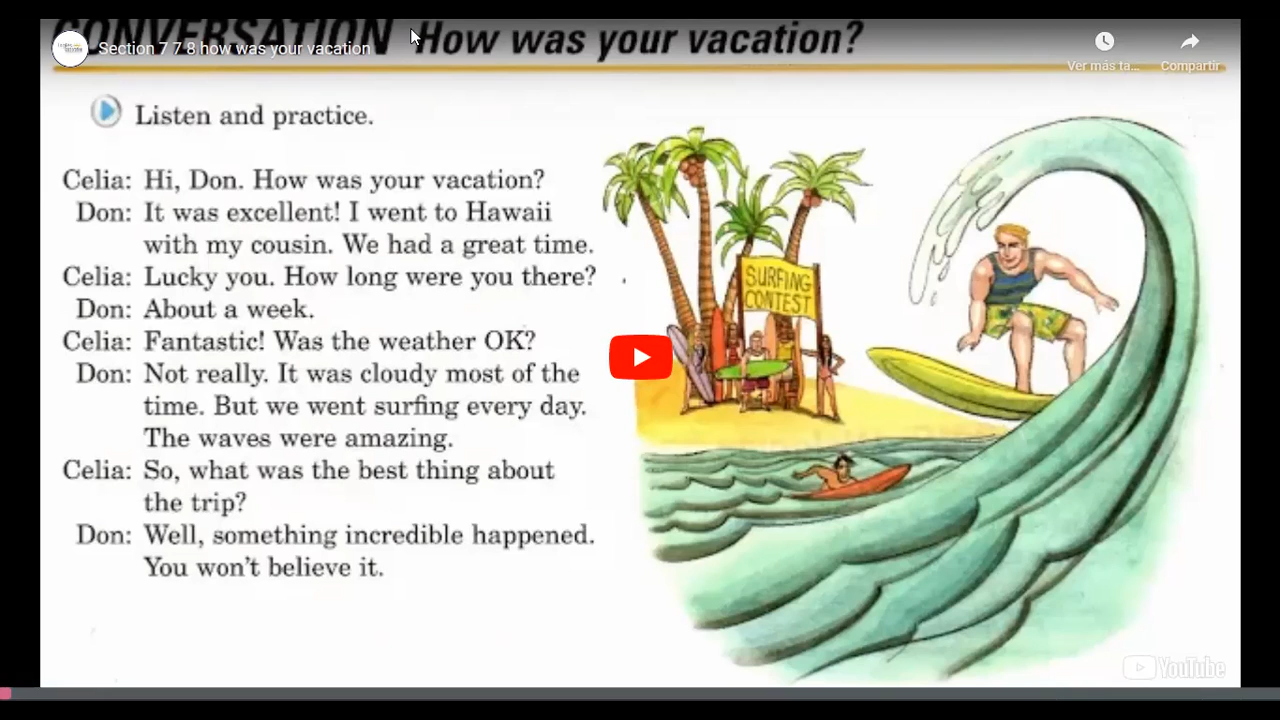 CONVERSATION How was your vacation?
Section 7 7 8 how was your vacation
Ver más ta...
Compartir
Listen and practice.
Celia: Hi, Don. How was your vacation?
Don: It was excellent! I went to Hawaii
with my cousin. We had a great time.
Celia: Lucky you. How long were you there?
Don: About a week.
Celia: Fantastic! Was the weather OK?
Don: Not really. It was cloudy most of the
time. But we went surfing every day.
The waves were amazing.
Celia: So, what was the best thing about
the trip?
Don: Well, something incredible happened.
You won't believe it.
SURFING
CONTEST
YouTube